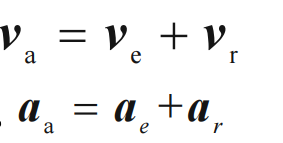 v_a = v_e + v_r
a_a = a_e + a_r